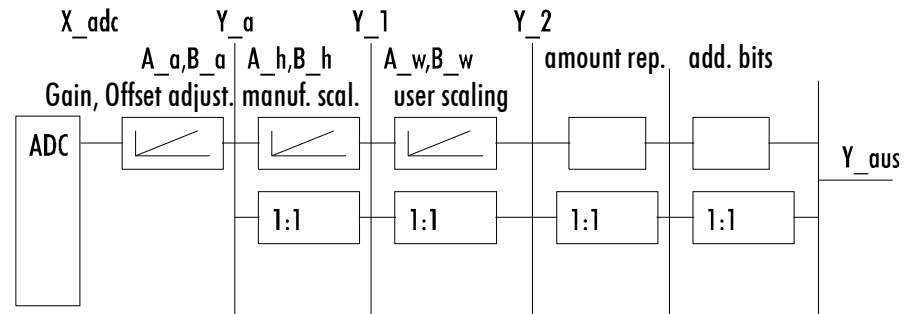 X_adc Y_a Y_1 Y_2
A_a,B_a A_h,B_h A_w,B_w amount rep. add. bits
Gain, Offset adjust. manuf. scal. user scaling
ADC
Y_aus
1:1 1:1 1:1 1:1